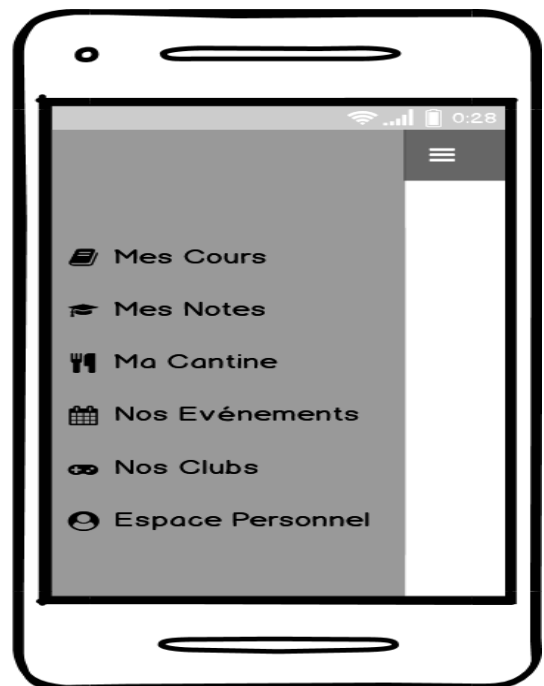 0:28
Mes Cours
Mes Notes
Ma Cantine
Nos Evénements
Nos Clubs
Espace Personnel